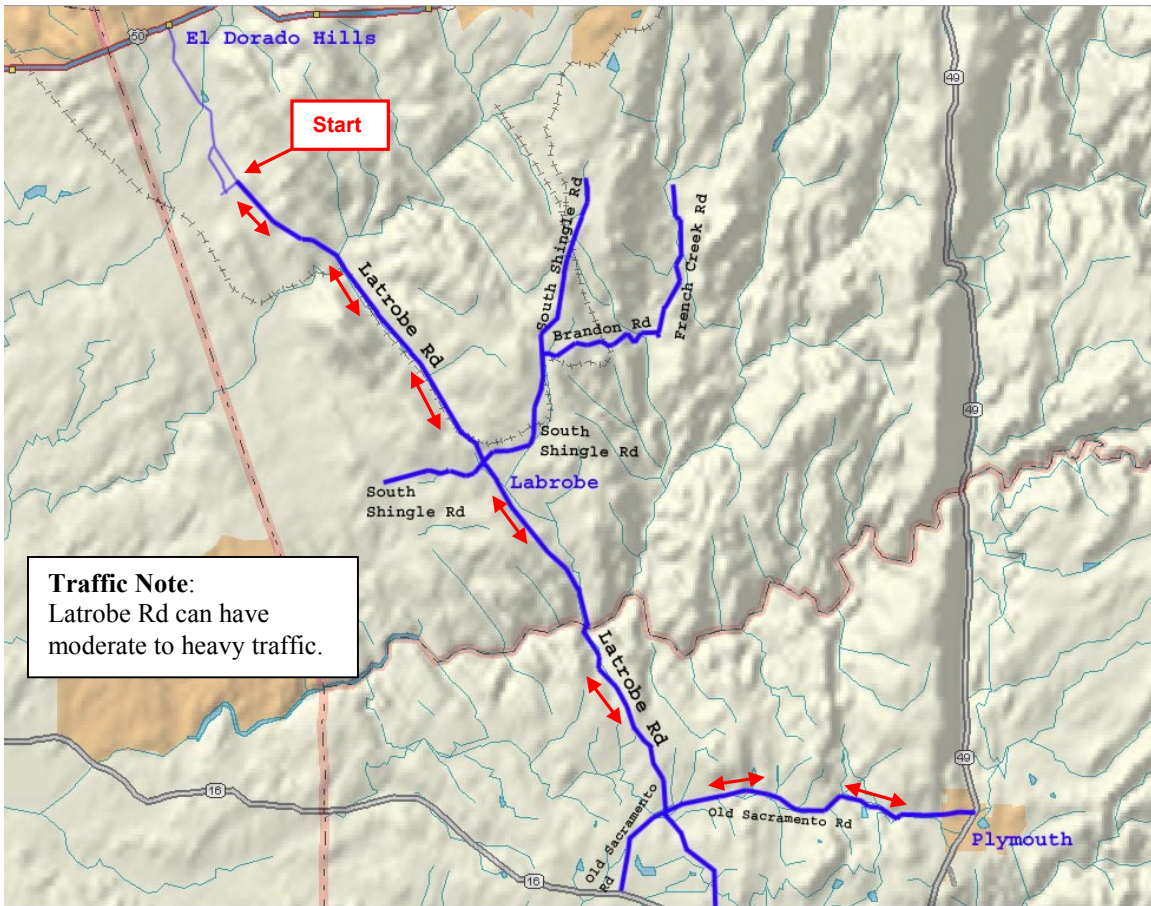 50
El Dorado Hills
Start
49
South Shingle Rd
French Creek Rd
Latrobe Rd
Brandon Rd
49
South
Shingle Rd
Labrobe
South
Shingle Rd
Traffic Note:
Latrobe Rd can have
moderate to heavy traffic.
Latrobe Rd
49
16
Old Sacramento
Rd
Old Sacramento Rd
Plymouth
16